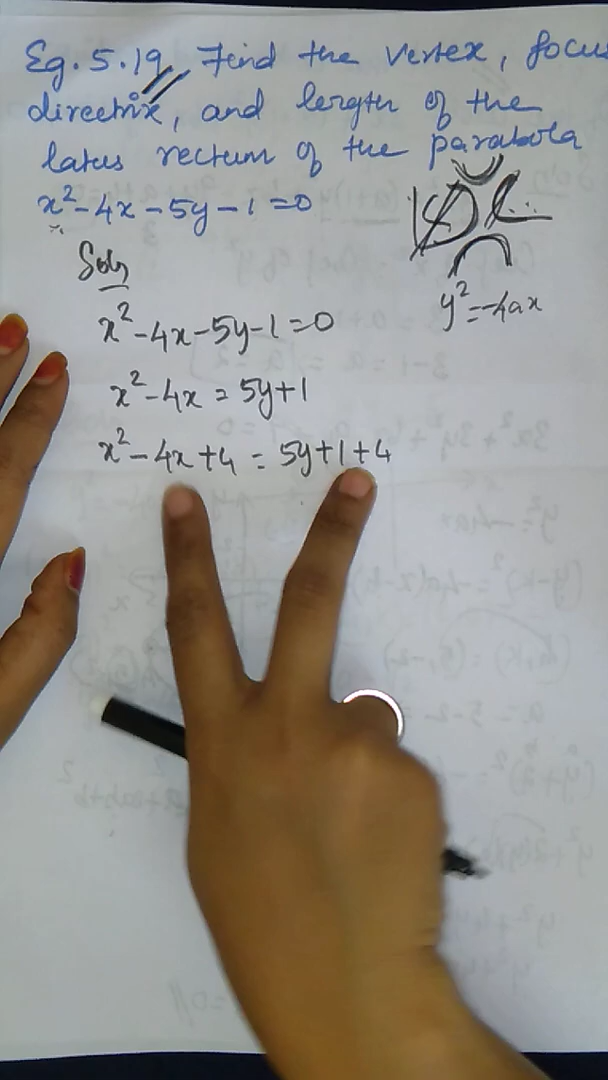 Eg. 5.19 Find the vertex, focus
directrix, and length of the
latus rectum of the parabola
x²-4x-5y-1=0
Soln
y²=-4ax
x²-4x-5y-1=0
x²-4x = 5y+1
x²-4x+4 = 5y+1+4